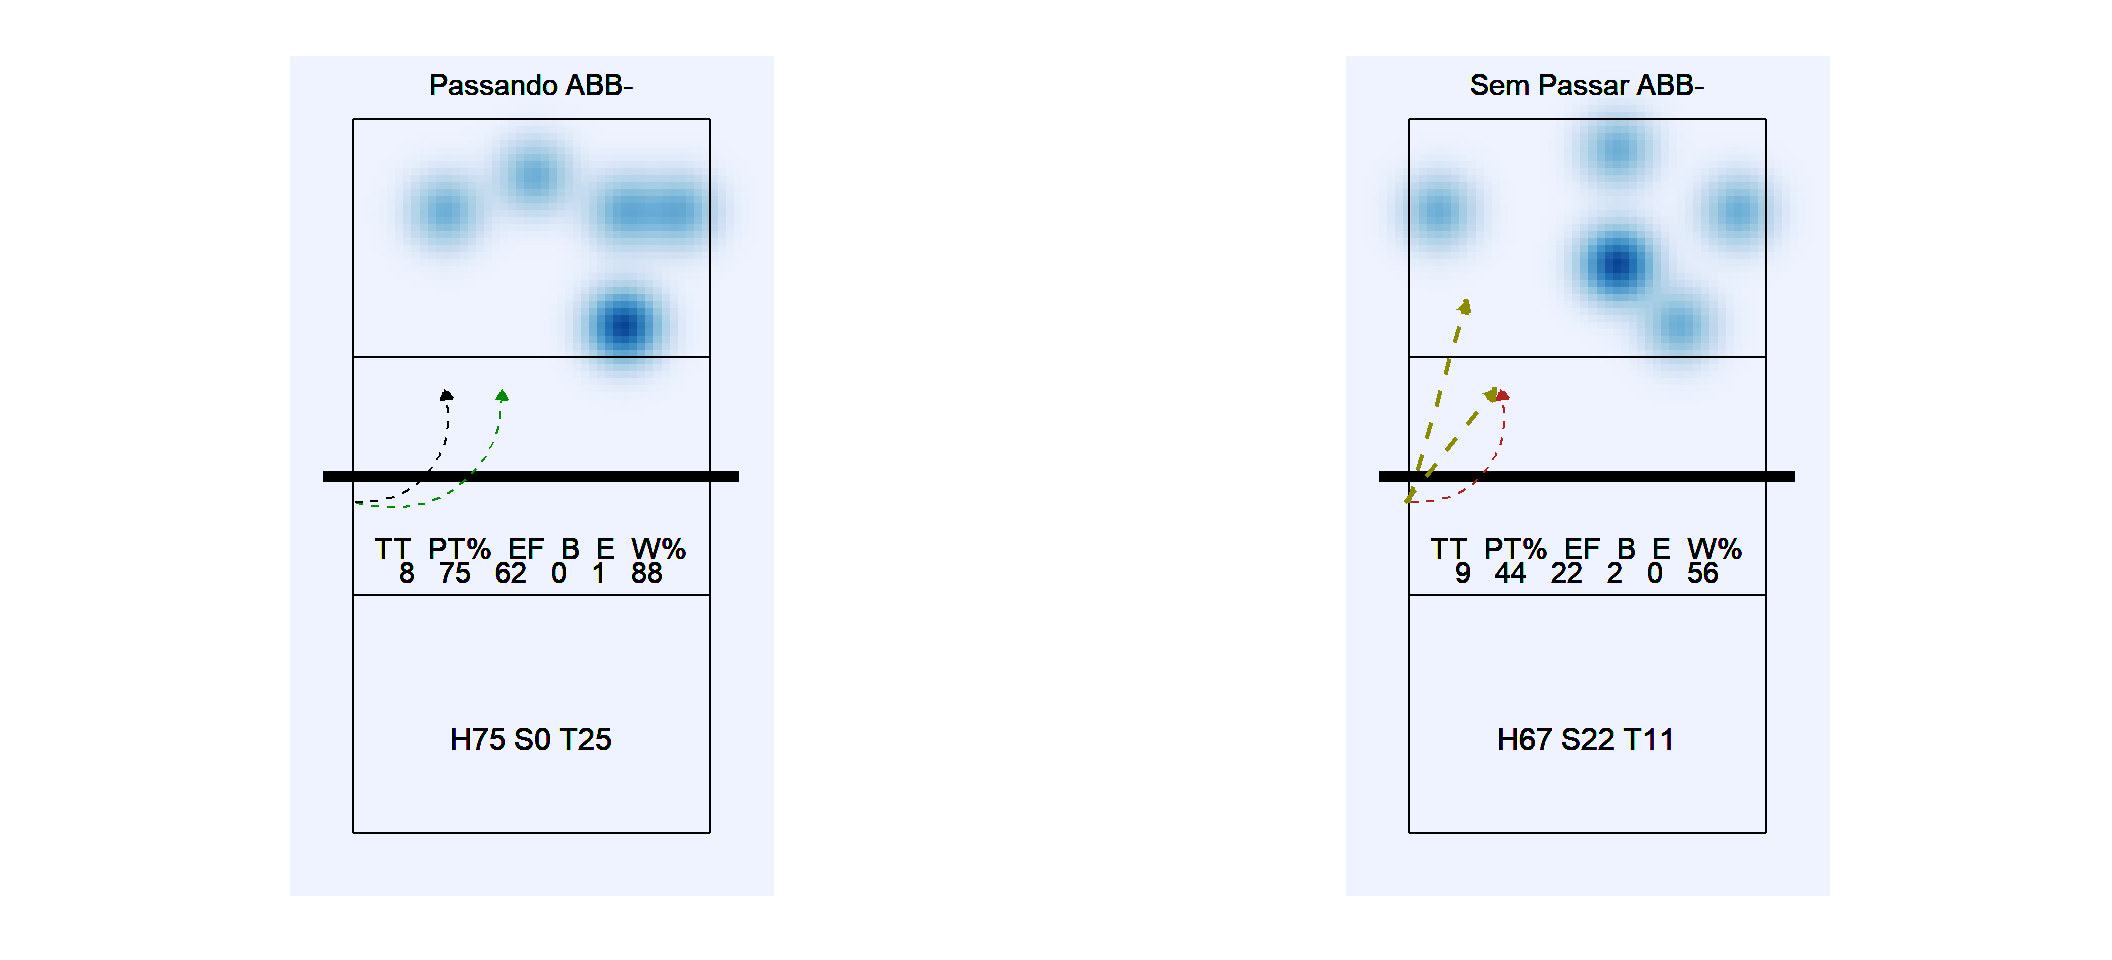 Passando ABB-
TT PT% EF B E W%
8 75 62 0 1 88
H75 S0 T25
Sem Passar ABB-
TT PT% EF B E W%
9 44 22 2 0 56
H67 S22 T11